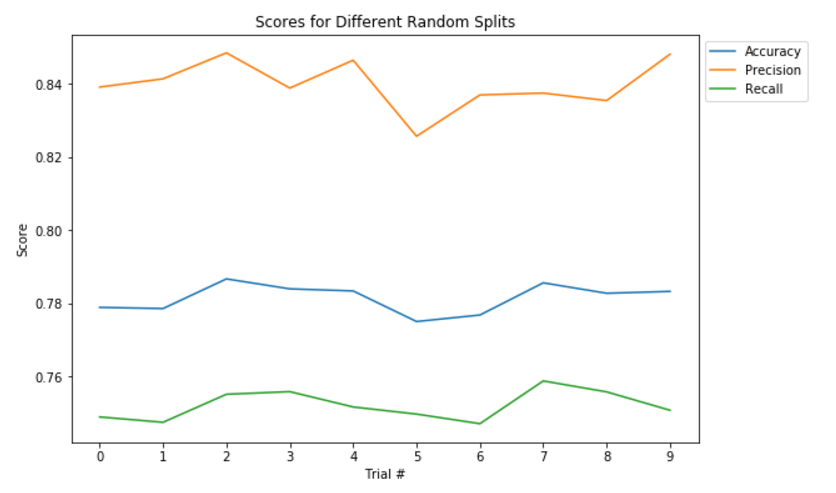 Scores for Different Random Splits
Accuracy
Precision
Recall
0.84
0.82
0.80
0.78
0.76
Score
0 1 2 3 4 5 6 7 8 9
Trial #